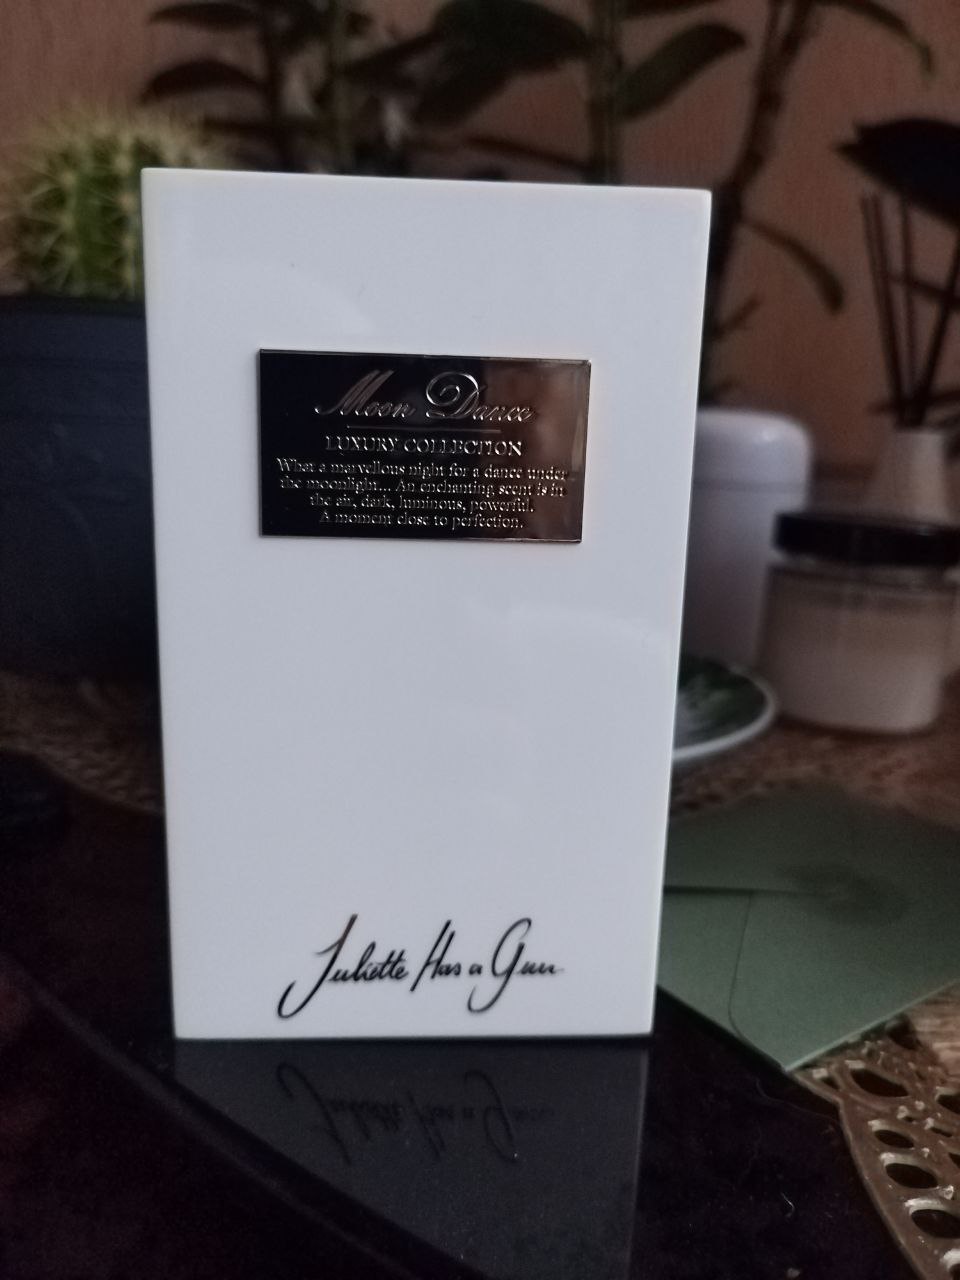 Moon Dance
LUXURY COLLECTION
What a marvellous night for a dance under
the moonlight... An enchanting scent is in
the air, dark, luminous, powerful.
A moment close to perfection.
Juliette Has a Gun